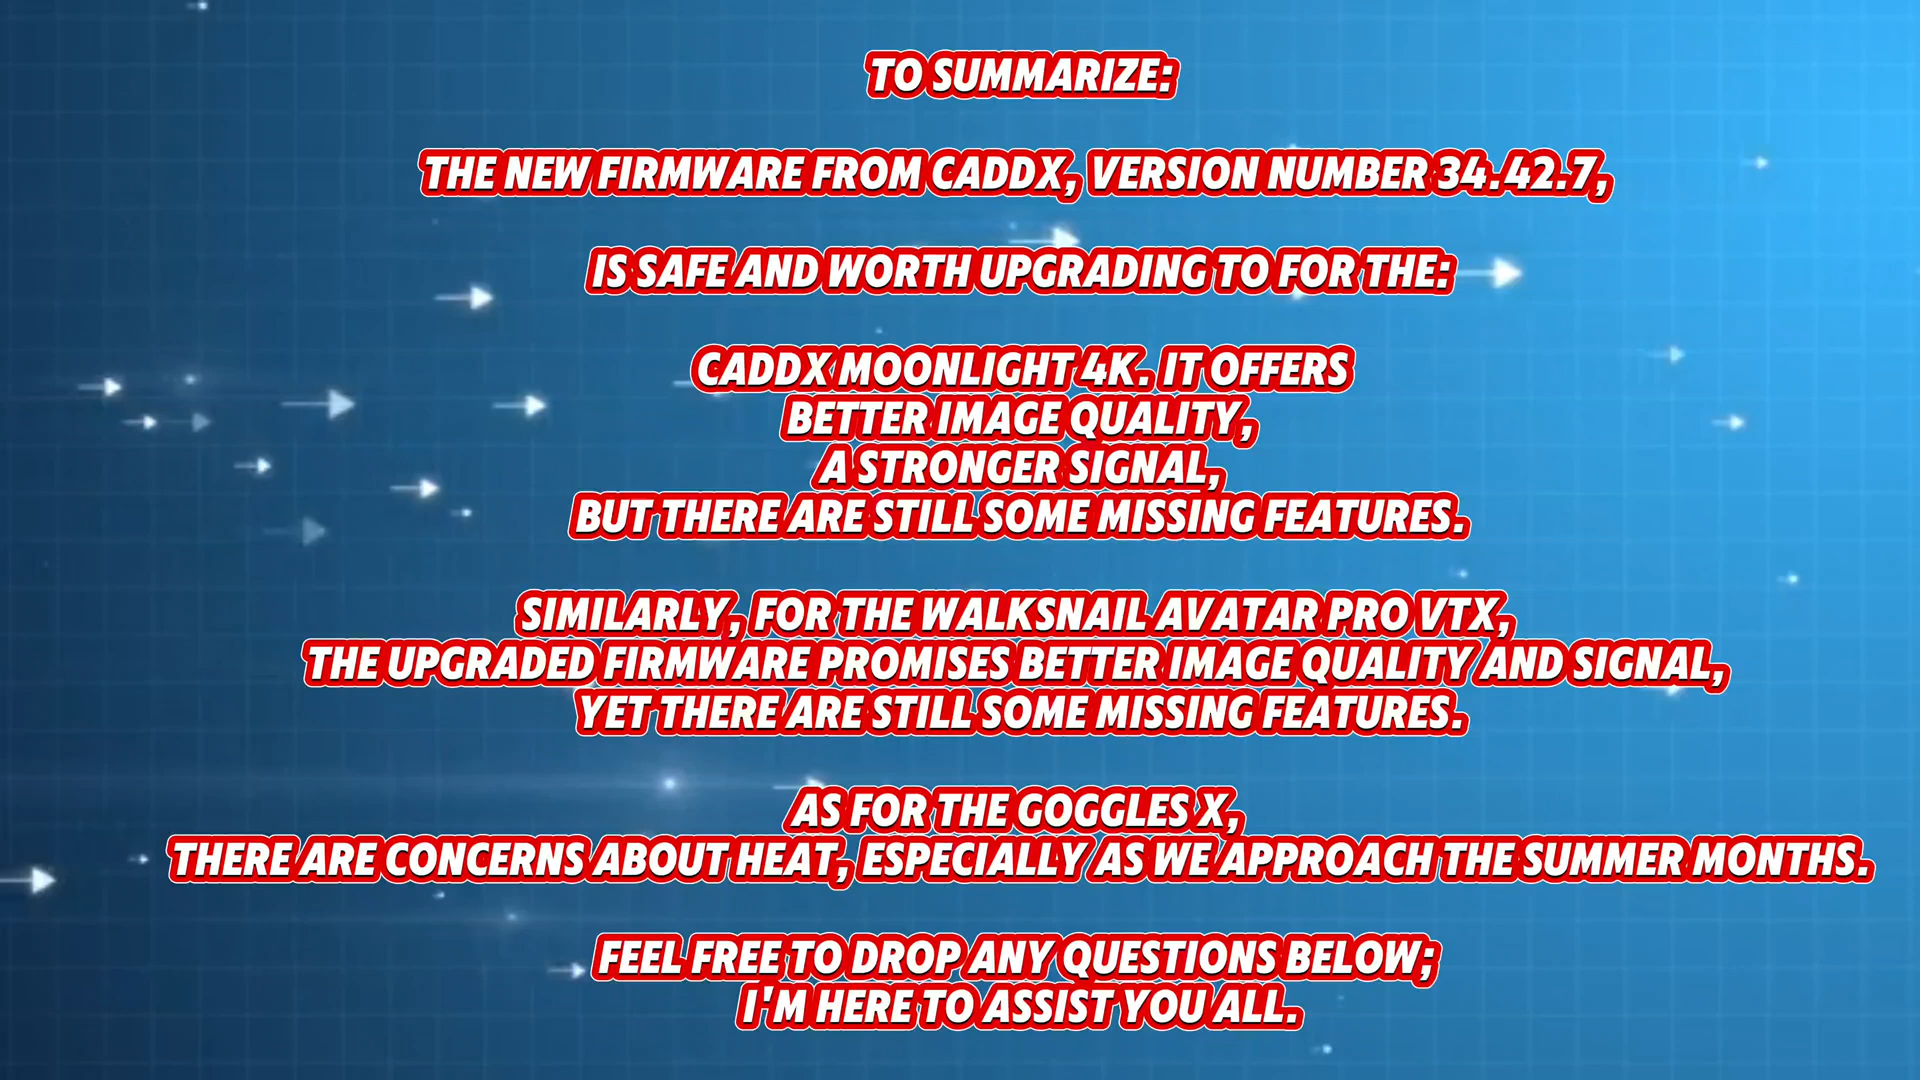 TO SUMMARIZE:
THE NEW FIRMWARE FROM CADDX, VERSION NUMBER 34.42.7,
IS SAFE AND WORTH UPGRADING TO FOR THE:
CADDX MOONLIGHT 4K. IT OFFERS
BETTER IMAGE QUALITY,
A STRONGER SIGNAL,
BUT THERE ARE STILL SOME MISSING FEATURES.
SIMILARLY, FOR THE WALKSNAIL AVATAR PRO VTX,
THE UPGRADED FIRMWARE PROMISES BETTER IMAGE QUALITY AND SIGNAL,
YET THERE ARE STILL SOME MISSING FEATURES.
AS FOR THE GOGGLES X,
THERE ARE CONCERNS ABOUT HEAT, ESPECIALLY AS WE APPROACH THE SUMMER MONTHS.
FEEL FREE TO DROP ANY QUESTIONS BELOW;
I'M HERE TO ASSIST YOU ALL.